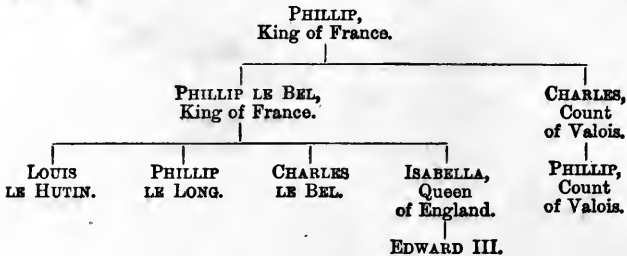 PHILLIP,
King of France.
PHILLIP LE BEL,
King of France.
CHARLES,
Count
of Valois.
LOUIS
LE HUTIN.
PHILLIP
LE LONG.
CHARLES
LE BEL.
ISABELLA,
Queen
of England.
PHILLIP,
Count
of Valois.
EDWARD III.